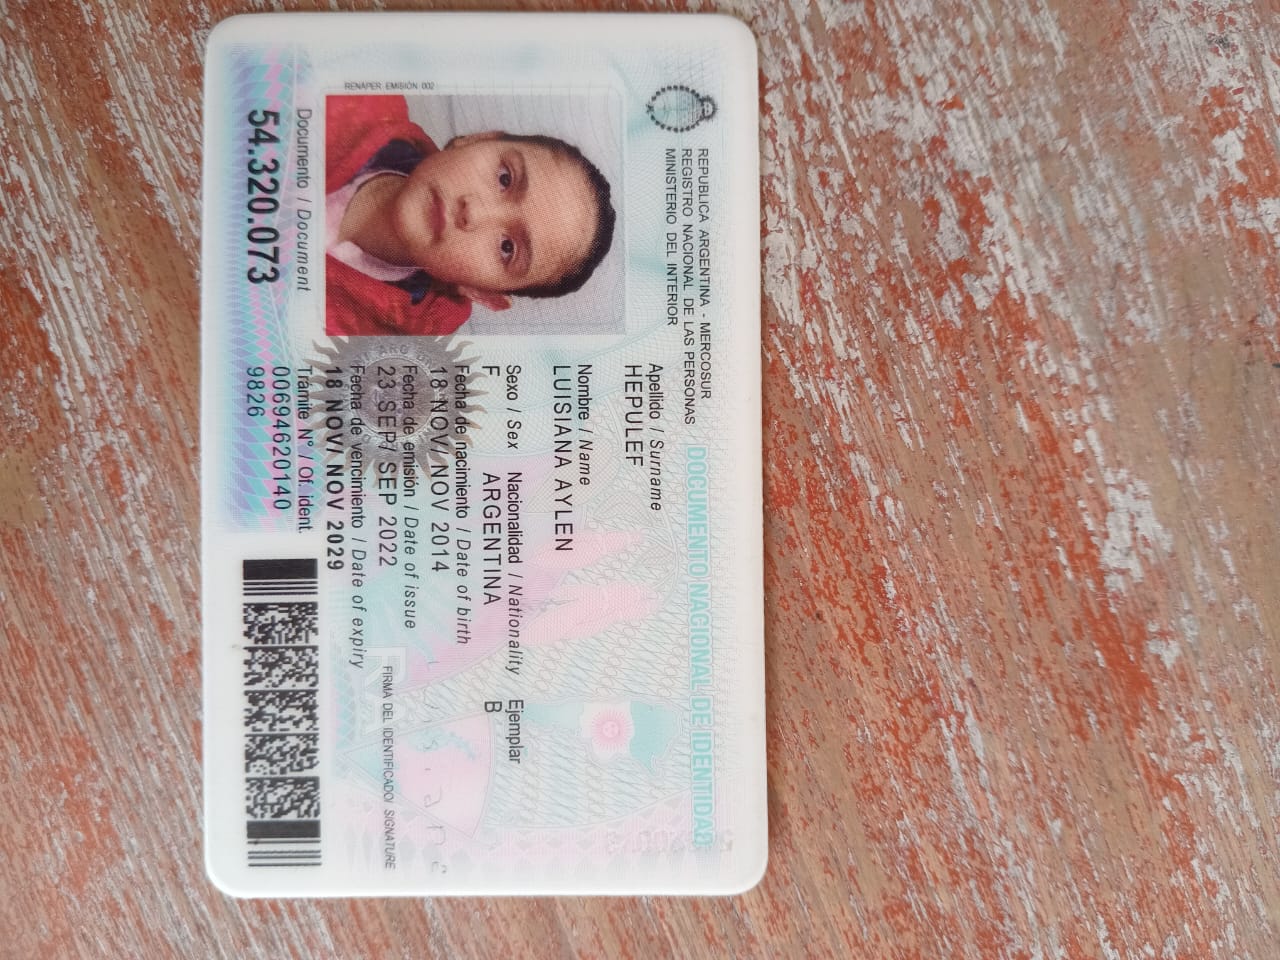 REPUBLICA ARGENTINA - MERCOSUR
REGISTRO NACIONAL DE LAS PERSONAS
MINISTERIO DEL INTERIOR
DOCUMENTO NACIONAL DE IDENTIDAD
Apellido / Surname
HEPULEF
Nombre / Name
LUISIANA AYLEN
Sexo / Sex Nacionalidad / Nationality Ejemplar
F ARGENTINA B
Fecha de nacimiento / Date of birth
18 NOV/ NOV 2014
Fecha de emisión / Date of issue
23 SEP/ SEP 2022
Fecha de vencimiento / Date of expiry
18 NOV/ NOV 2029
FIRMA DEL IDENTIFICADO/ SIGNATURE
RENAPER EMISIÓN 002
Documento / Document
54.320.073
Trámite N° / Of. ident.
00694620140
9826